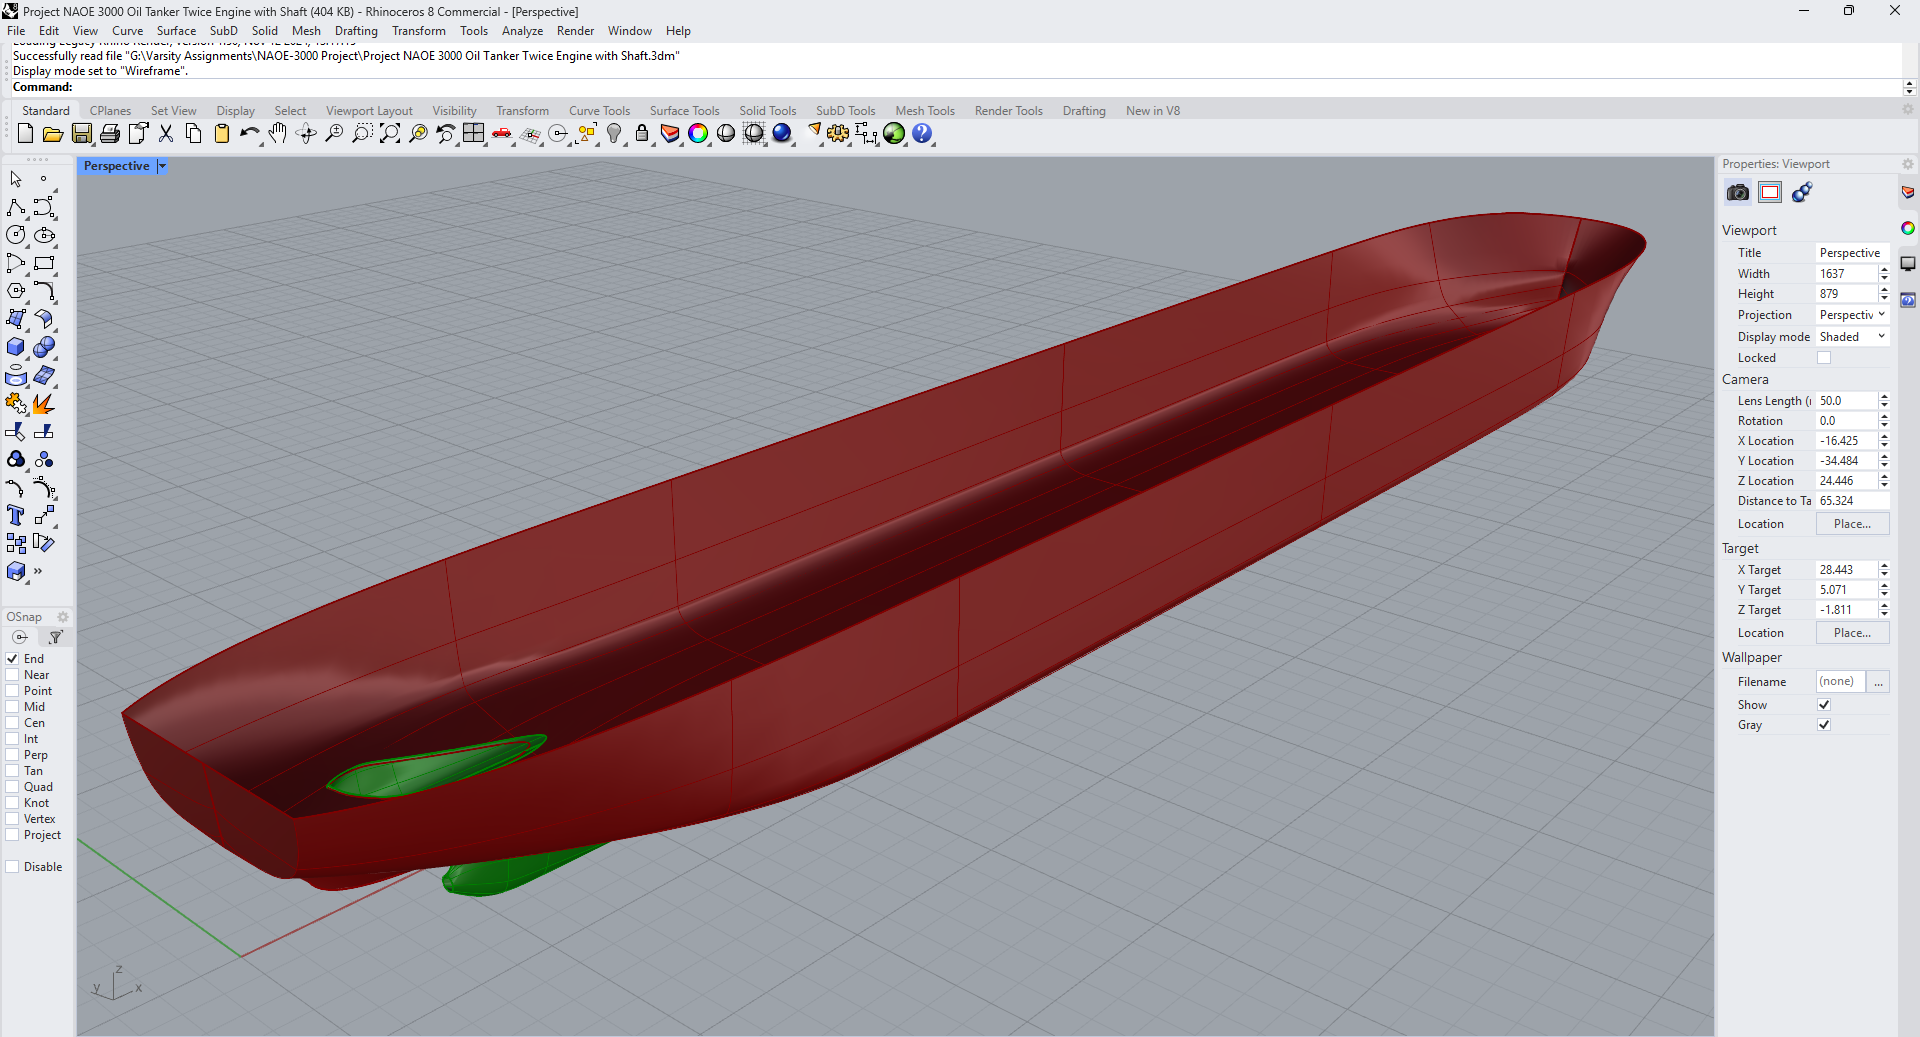 Project NAOE 3000 Oil Tanker Twice Engine with Shaft (404 KB) - Rhinoceros 8 Commercial - [Perspective]
File Edit View Curve Surface SubD Solid Mesh Drafting Transform Tools Analyze Render Window Help
Successfully read file "G:\Varsity Assignments\NAOE-3000 Project\Project NAOE 3000 Oil Tanker Twice Engine with Shaft.3dm"
Display mode set to "Wireframe".
Command:
Standard CPlanes Set View Display Select Viewport Layout Visibility Transform Curve Tools Surface Tools Solid Tools SubD Tools Mesh Tools Render Tools Drafting New in V8
Perspective
OSnap
End
Near
Point
Mid
Cen
Int
Perp
Tan
Quad
Knot
Vertex
Project
Disable
z
y x
Properties: Viewport
Viewport
Title Perspective
Width 1637
Height 879
Projection Perspectiv
Display mode Shaded
Locked
Camera
Lens Length (
50.0
Rotation 0.0
X Location -16.425
Y Location -34.484
Z Location 24.446
Distance to Ta 65.324
Location Place...
Target
X Target 28.443
Y Target 5.071
Z Target -1.811
Location Place...
Wallpaper
Filename (none) ...
Show
Gray